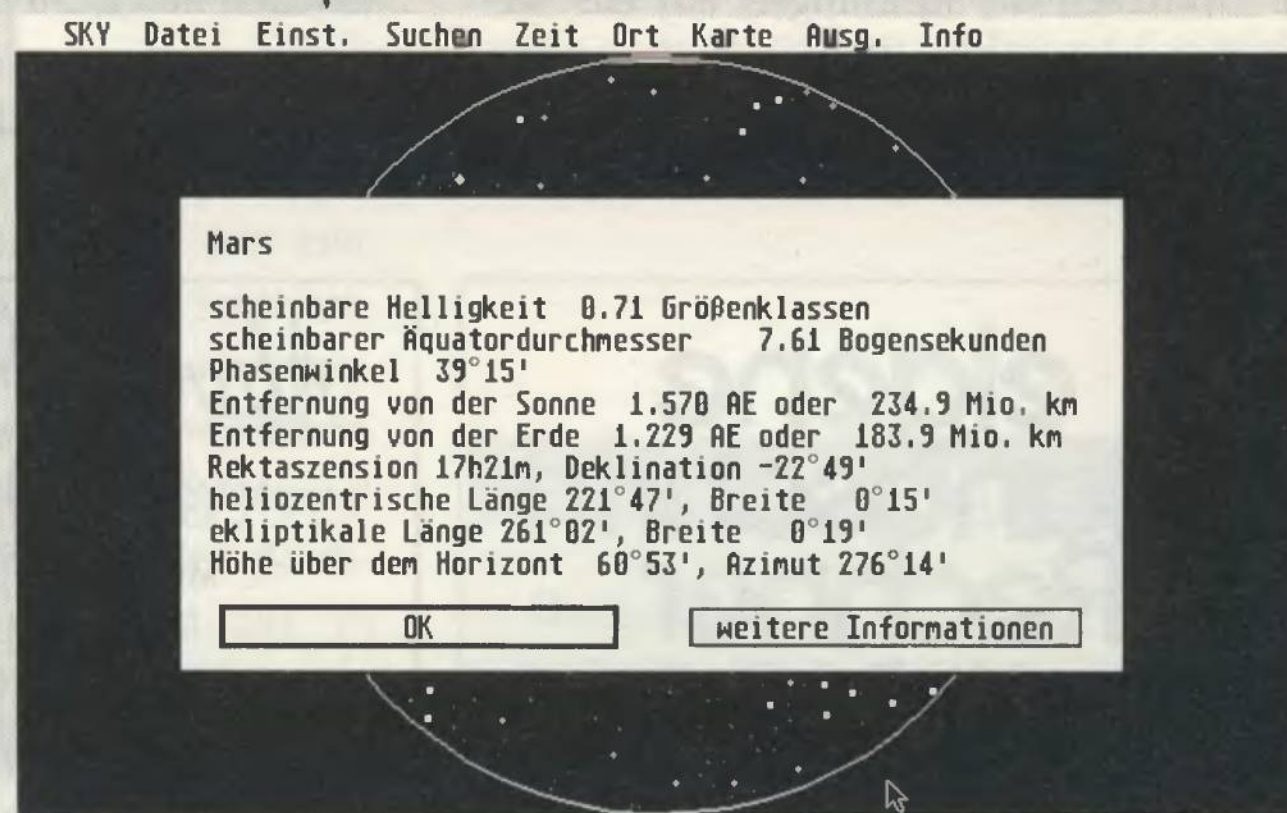 SKY Datei Einst. Suchen Zeit Ort Karte Ausg. Info
Mars
scheinbare Helligkeit 0.71 Größenklassen
scheinbarer Äquatordurchmesser 7.61 Bogensekunden
Phasenwinkel 39°15'
Entfernung von der Sonne 1.570 AE oder 234.9 Mio. km
Entfernung von der Erde 1.229 AE oder 183.9 Mio. km
Rektaszension 17h21m, Deklination -22°49'
heliozentrische Länge 221°47', Breite 0°15'
ekliptikale Länge 261°02', Breite 0°19'
Höhe über dem Horizont 60°53', Azimut 276°14'
OK weitere Informationen